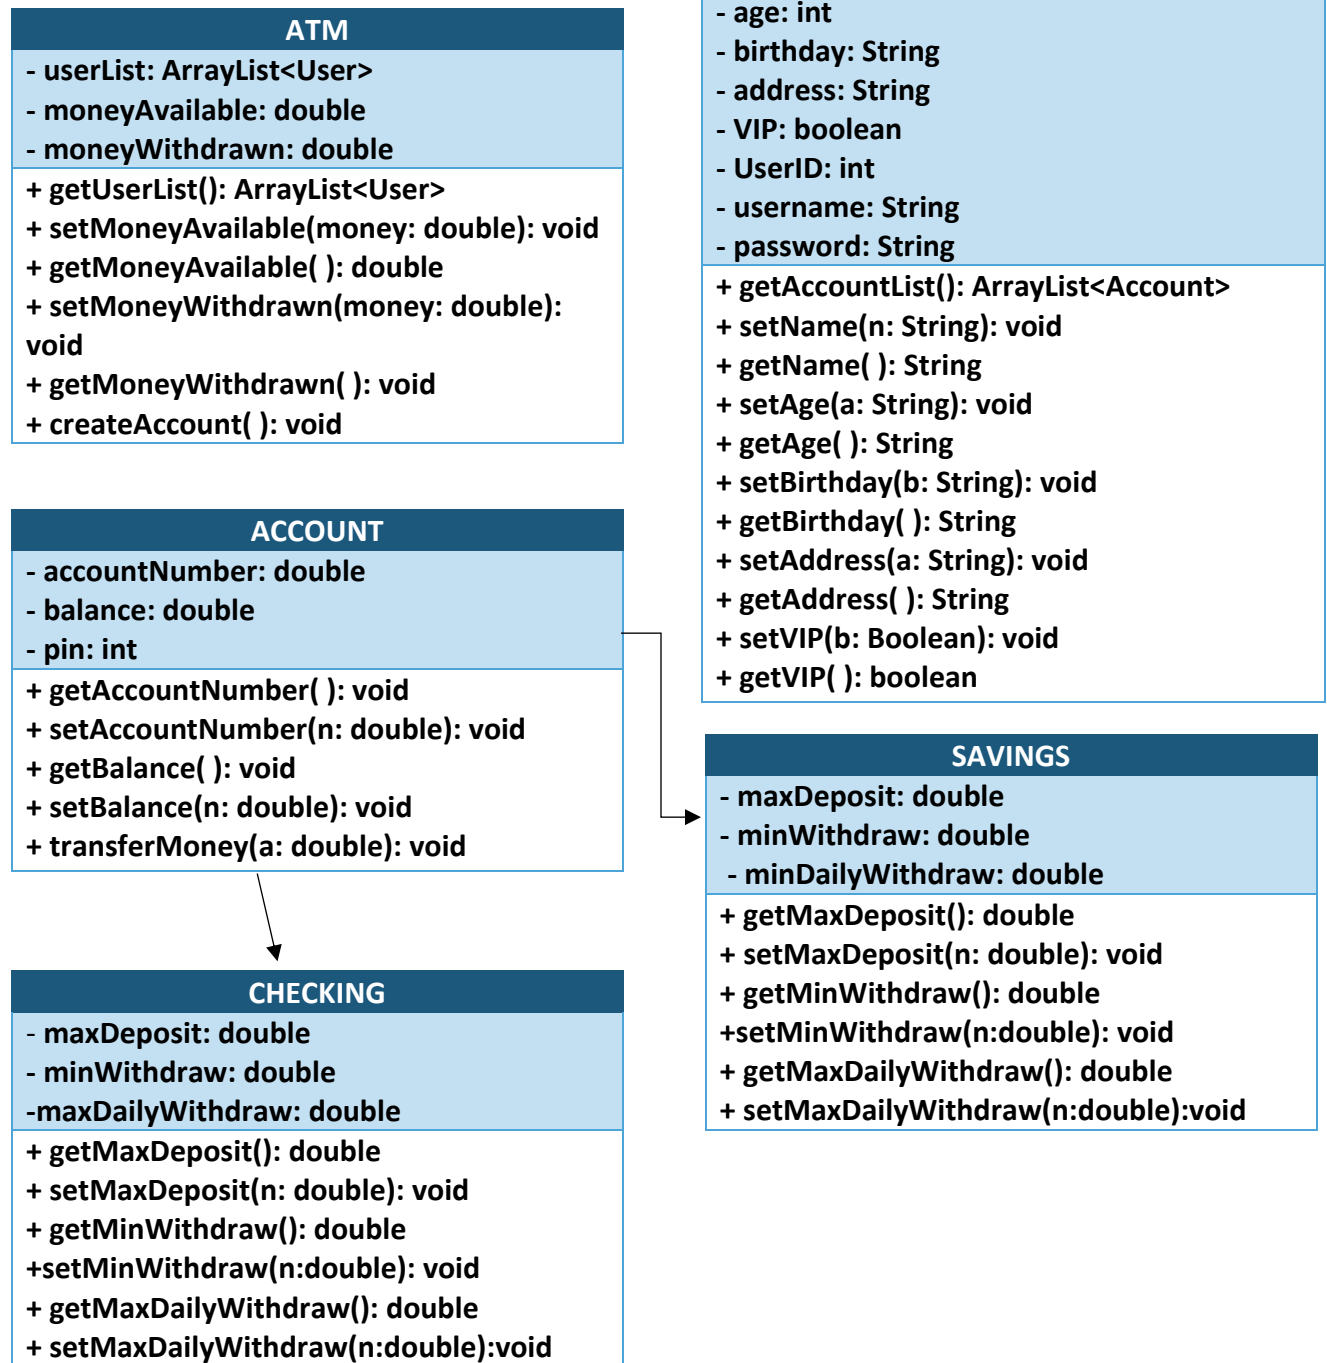 ATM
- userList: ArrayList<User>
- moneyAvailable: double
- moneyWithdrawn: double
+ getUserList(): ArrayList<User>
+ setMoneyAvailable(money: double): void
+ getMoneyAvailable( ): double
+ setMoneyWithdrawn(money: double):
void
+ getMoneyWithdrawn( ): void
+ createAccount( ): void
- age: int
- birthday: String
- address: String
- VIP: boolean
- UserID: int
- username: String
- password: String
+ getAccountList(): ArrayList<Account>
+ setName(n: String): void
+ getName( ): String
+ setAge(a: String): void
+ getAge( ): String
+ setBirthday(b: String): void
+ getBirthday( ): String
+ setAddress(a: String): void
+ getAddress( ): String
+ setVIP(b: Boolean): void
+ getVIP( ): boolean
ACCOUNT
- accountNumber: double
- balance: double
- pin: int
+ getAccountNumber( ): void
+ setAccountNumber(n: double): void
+ getBalance( ): void
+ setBalance(n: double): void
+ transferMoney(a: double): void
SAVINGS
- maxDeposit: double
- minWithdraw: double
- minDailyWithdraw: double
+ getMaxDeposit(): double
+ setMaxDeposit(n: double): void
+ getMinWithdraw(): double
+setMinWithdraw(n:double): void
+ getMaxDailyWithdraw(): double
+ setMaxDailyWithdraw(n:double):void
CHECKING
- maxDeposit: double
- minWithdraw: double
-maxDailyWithdraw: double
+ getMaxDeposit(): double
+ setMaxDeposit(n: double): void
+ getMinWithdraw(): double
+setMinWithdraw(n:double): void
+ getMaxDailyWithdraw(): double
+ setMaxDailyWithdraw(n:double):void